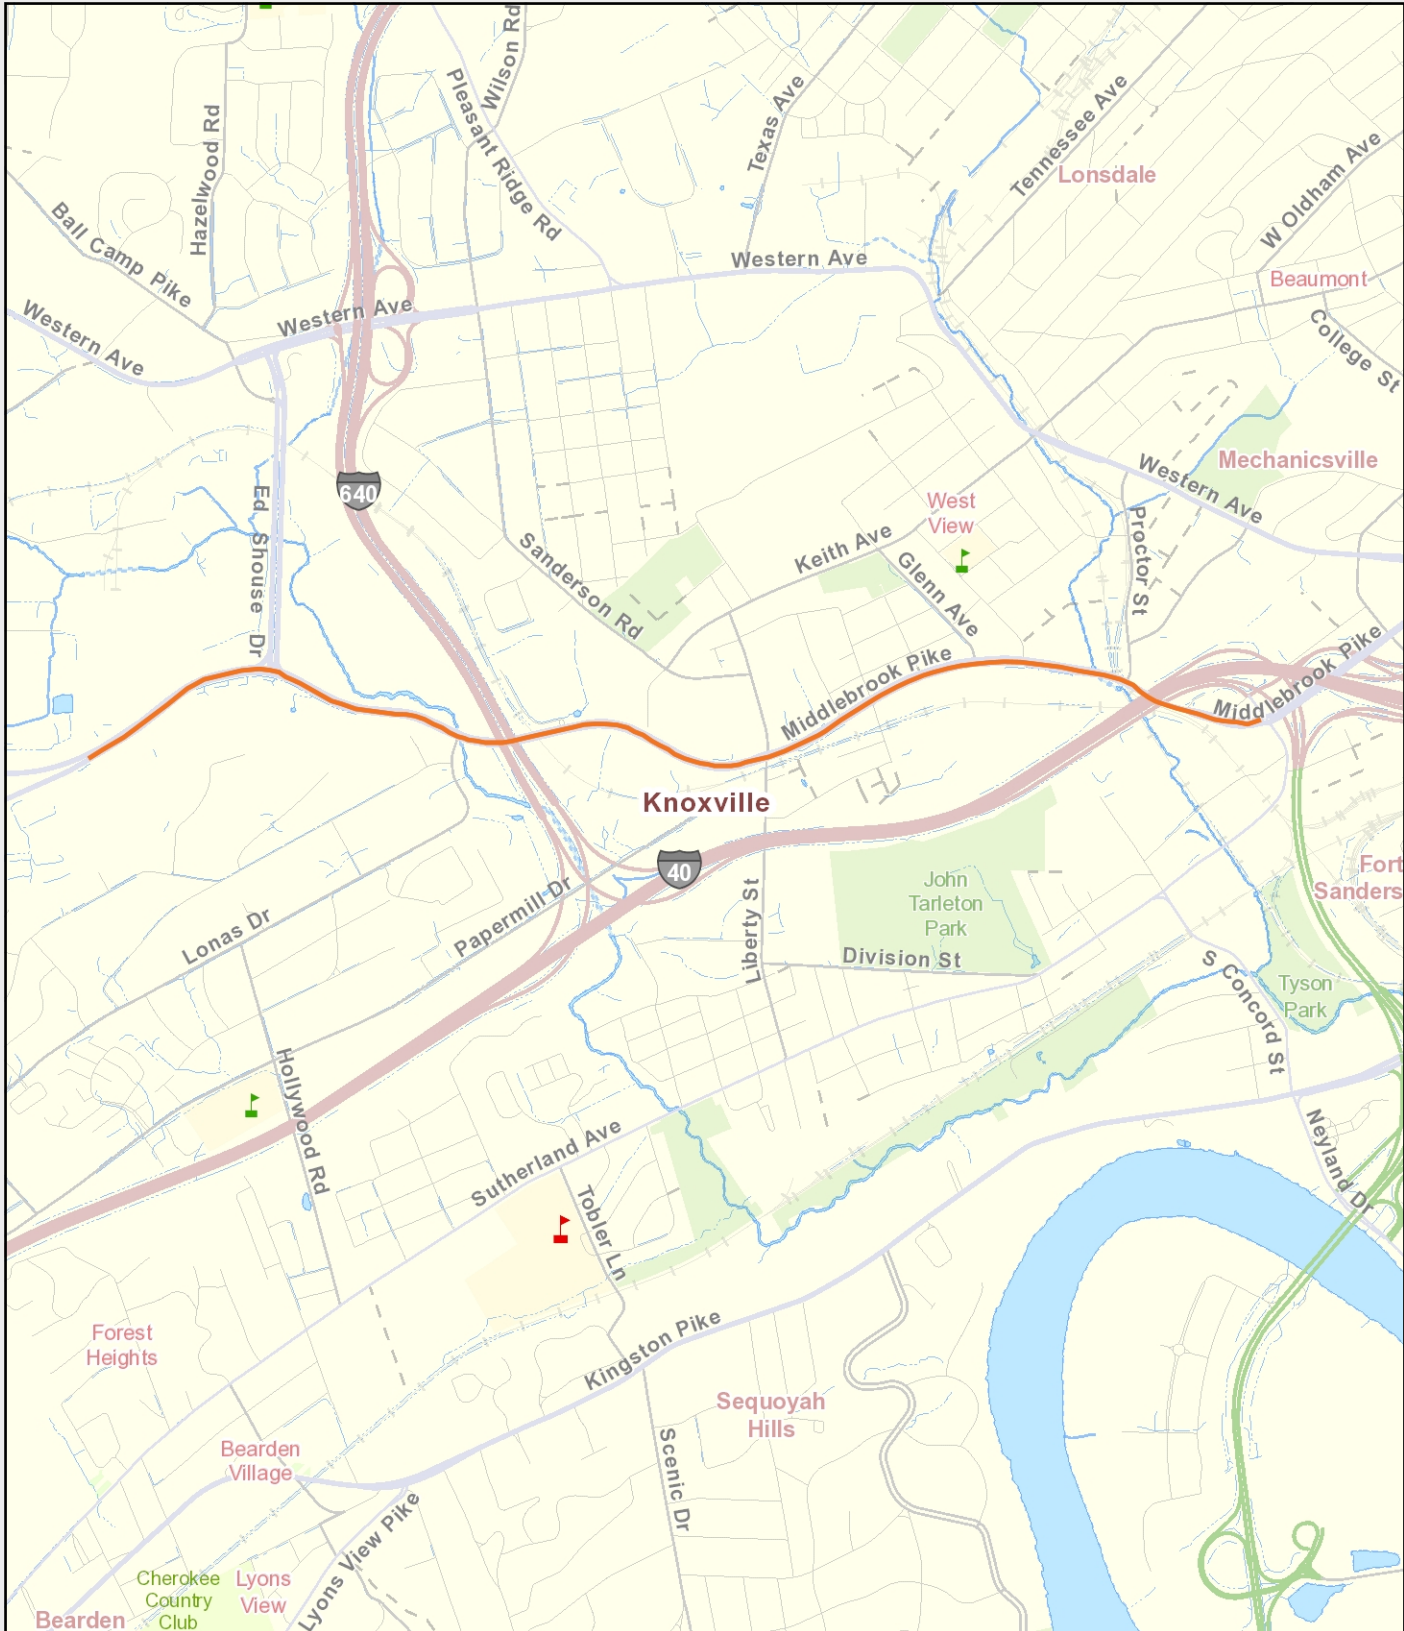 Hazelwood Rd
Pleasant Ridge Rd
Wilson Rd
Texas Ave
Tennessee Ave
Lonsdale
W Oldham Ave
Ball Camp Pike
Western Ave
Beaumont
Western Ave
Western Ave
College St
640
Ed Shouse Dr
Mechanicsville
Western Ave
West
View
Proctor St
Sanderson Rd
Keith Ave
Glenn Ave
Middlebrook Pike
Middlebrook Pike
Knoxville
40
Fort
Sanders
John
Tarleton
Park
Lonas Dr
Papermill Dr
Liberty St
Division St
S Concord St
Tyson
Park
Hollywood Rd
Sutherland Ave
Tobler Ln
Neyland Dr
Forest
Heights
Kingston Pike
Sequoyah
Hills
Bearden
Village
Scenic Dr
Lyons View Pike
Cherokee
Country
Club
Lyons
View
Bearden